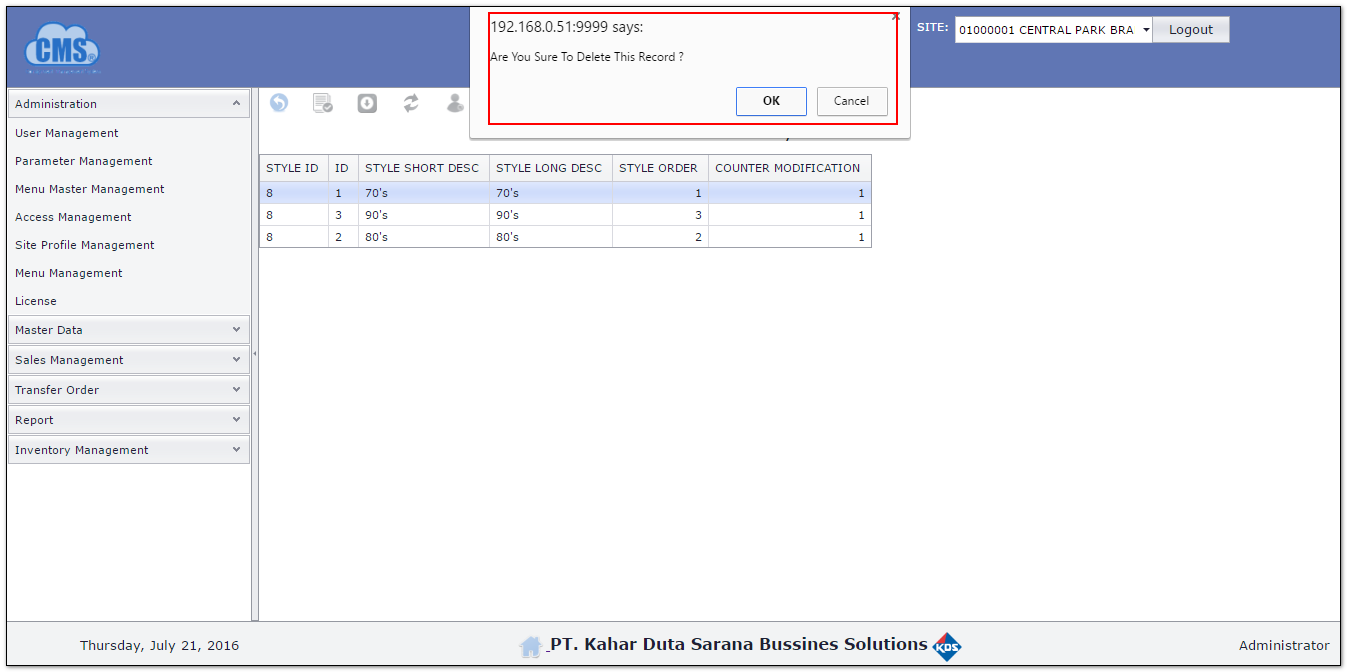 CMS
192.168.0.51:9999 says:
Are You Sure To Delete This Record ?
OK Cancel
SITE: 01000001 CENTRAL PARK BRA Logout
Administration
User Management
Parameter Management
Menu Master Management
Access Management
Site Profile Management
Menu Management
License
Master Data
Sales Management
Transfer Order
Report
Inventory Management
STYLE ID ID STYLE SHORT DESC STYLE LONG DESC STYLE ORDER COUNTER MODIFICATION
8 1 70's 70's 1 1
8 3 90's 90's 3 1
8 2 80's 80's 2 1
Thursday, July 21, 2016
PT. Kahar Duta Sarana Bussines Solutions KDS
Administrator